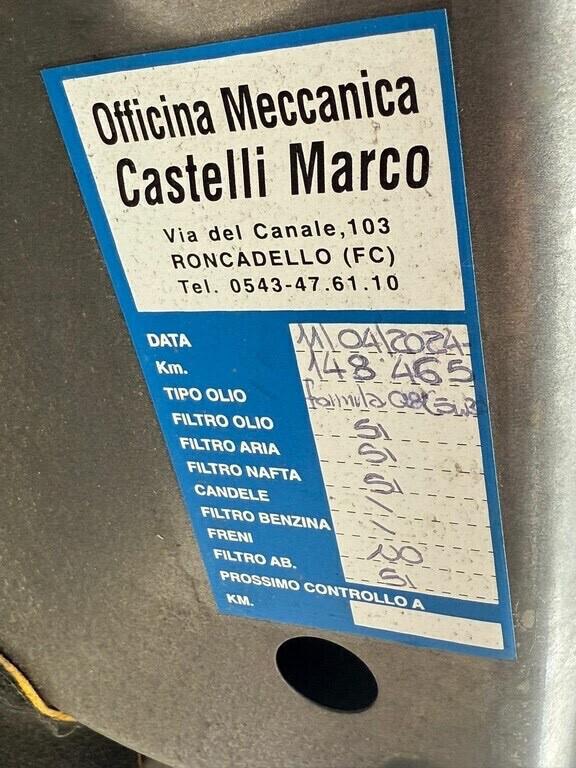 Officina Meccanica
Castelli Marco
Via del Canale, 103
RONCADELLO (FC)
Tel. 0543-47.61.10
DATA 11/04/2024
Km. 148'465
TIPO OLIO formula Q8
FILTRO OLIO SI
FILTRO ARIA SI
FILTRO NAFTA SI
CANDELE /
FILTRO BENZINA /
FRENI NO
FILTRO AB. SI
PROSSIMO CONTROLLO A
KM.